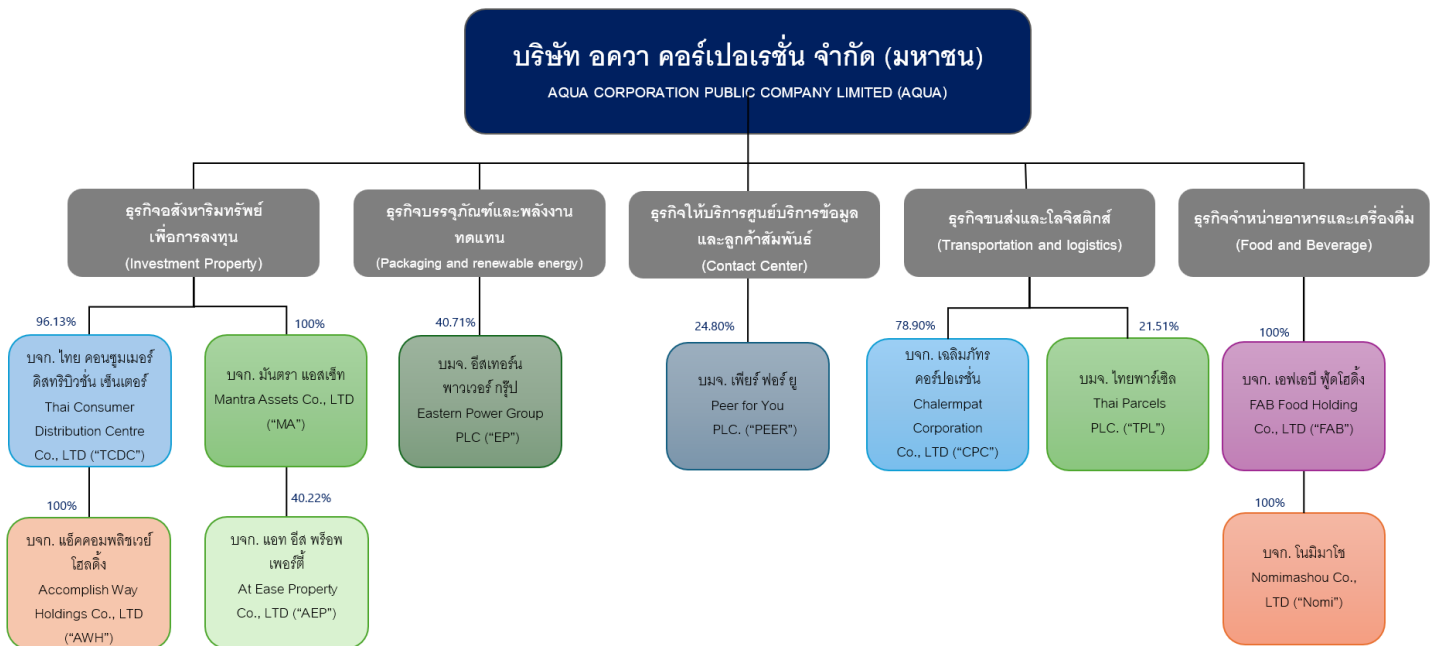 บริษัท อควา คอร์เปอเรชั่น จำกัด (มหาชน)
AQUA CORPORATION PUBLIC COMPANY LIMITED (AQUA)
ธุรกิจอสังหาริมทรัพย์
เพื่อการลงทุน
(Investment Property)
ธุรกิจบรรจุภัณฑ์และพลังงาน
ทดแทน
(Packaging and renewable energy)
ธุรกิจให้บริการศูนย์บริการข้อมูล
และลูกค้าสัมพันธ์
(Contact Center)
ธุรกิจขนส่งและโลจิสติกส์
(Transportation and logistics)
ธุรกิจจำหน่ายอาหารและเครื่องดื่ม
(Food and Beverage)
96.13%
บจก. ไทย คอนซูมเมอร์
ดิสทริบิวชั่น เซ็นเตอร์
Thai Consumer
Distribution Centre
Co., LTD (“TCDC”)
100%
บจก. มันตรา แอสเซ็ท
Mantra Assets Co., LTD
(“MA”)
40.71%
บมจ. อีสเทอร์น
พาวเวอร์ กรุ๊ป
Eastern Power Group
PLC (“EP”)
24.80%
บมจ. เพียร์ ฟอร์ ยู
Peer for You
PLC. (“PEER”)
78.90%
บจก. เฉลิมภัทร
คอร์ปอเรชั่น
Chalermpat
Corporation
Co., LTD (“CPC”)
21.51%
บมจ. ไทยพาร์เซิล
Thai Parcels
PLC. (“TPL”)
100%
บจก. เอฟเอบี ฟู้ดโฮดิ้ง
FAB Food Holding
Co., LTD (“FAB”)
100%
บจก. แอ็คคอมพลิชเวย์
โฮลดิ้ง
Accomplish Way
Holdings Co., LTD
(“AWH”)
40.22%
บจก. แอท อีส พร็อพ
เพอร์ตี้
At Ease Property
Co., LTD (“AEP”)
100%
บจก. โนมิมาโช
Nomimashou Co.,
LTD (“Nomi”)